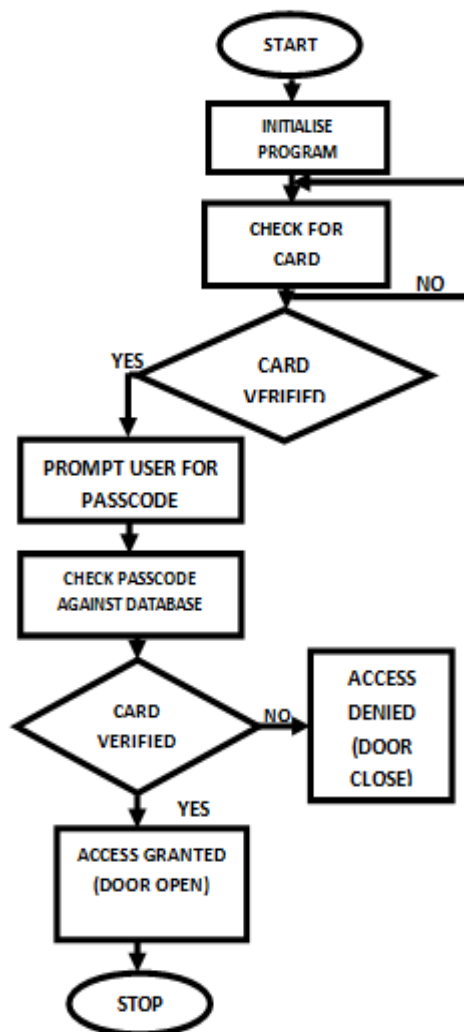 START
INITIALISE
PROGRAM
CHECK FOR
CARD
NO
YES
CARD
VERIFIED
PROMPT USER FOR
PASSCODE
CHECK PASSCODE
AGAINST DATABASE
CARD
VERIFIED
NO
ACCESS
DENIED
(DOOR
CLOSE)
YES
ACCESS GRANTED
(DOOR OPEN)
STOP